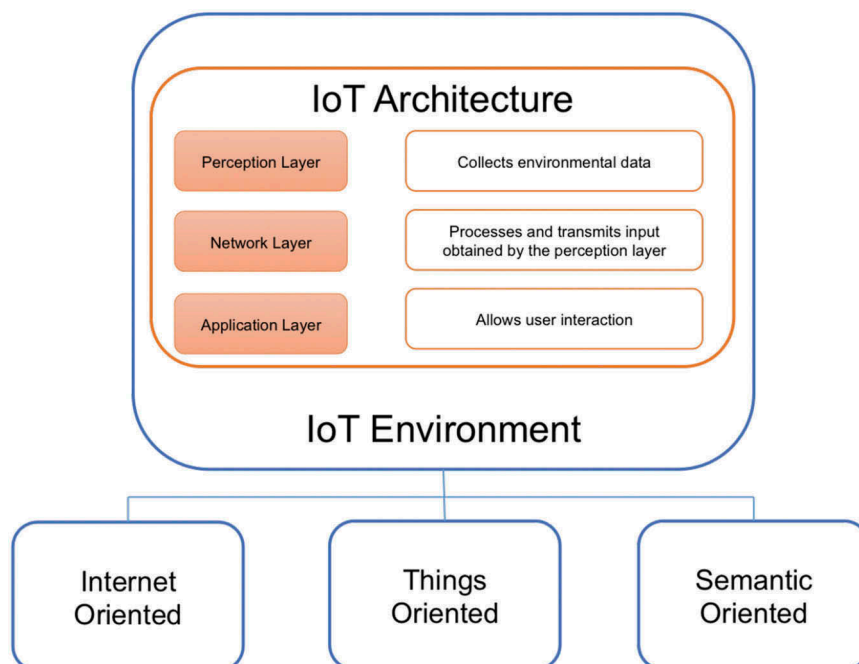 IoT Architecture
Perception Layer
Collects environmental data
Network Layer
Processes and transmits input
obtained by the perception layer
Application Layer
Allows user interaction
IoT Environment
Internet
Oriented
Things
Oriented
Semantic
Oriented